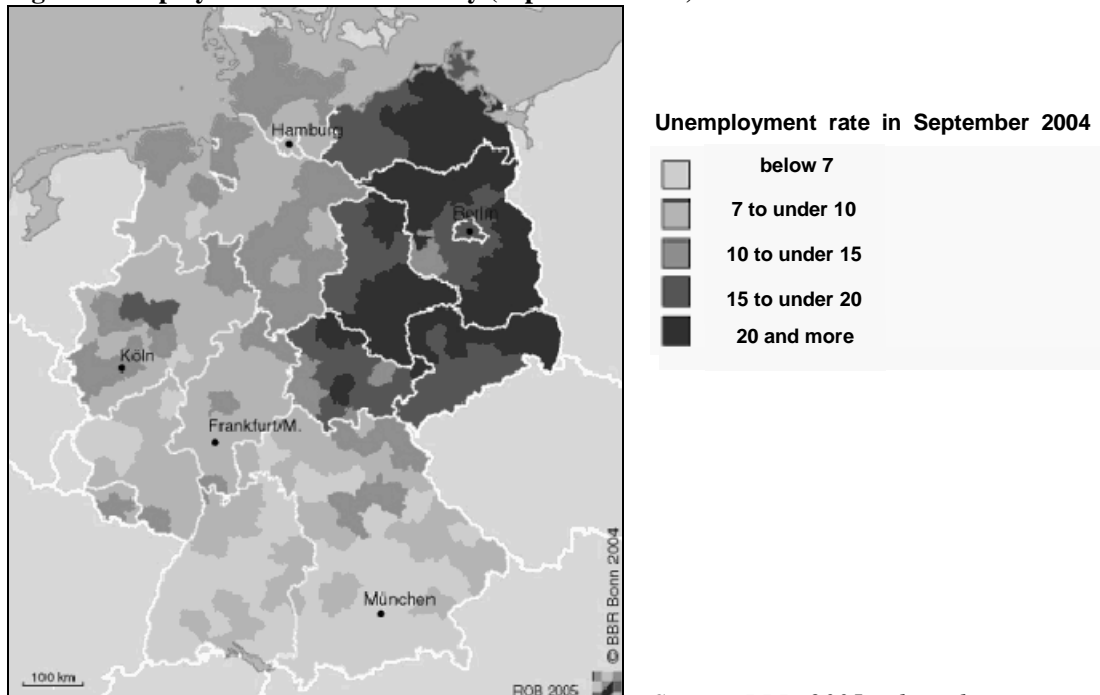 Unemployment rate in September 2004
below 7
7 to under 10
10 to under 15
15 to under 20
20 and more
Hamburg
Berlin
Köln
Frankfurt/M.
München
© BBR Bonn 2004
100 km
ROB 2005